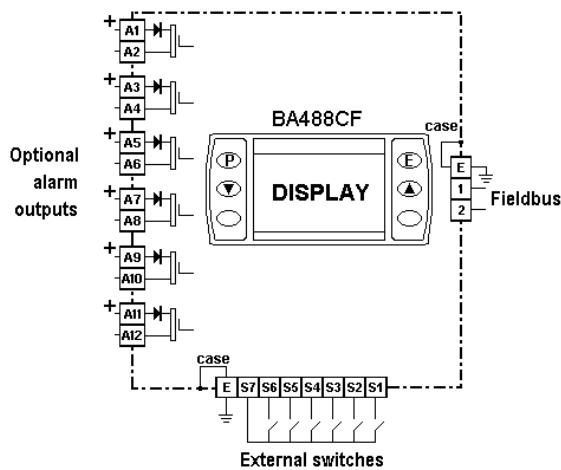 + A1
A2
+ A3
A4
+ A5
A6
+ A7
A8
+ A9
A10
+ A11
A12
Optional
alarm
outputs
BA488CF
P
DISPLAY
E
case
E
1
2
Fieldbus
case
E S7 S6 S5 S4 S3 S2 S1
External switches